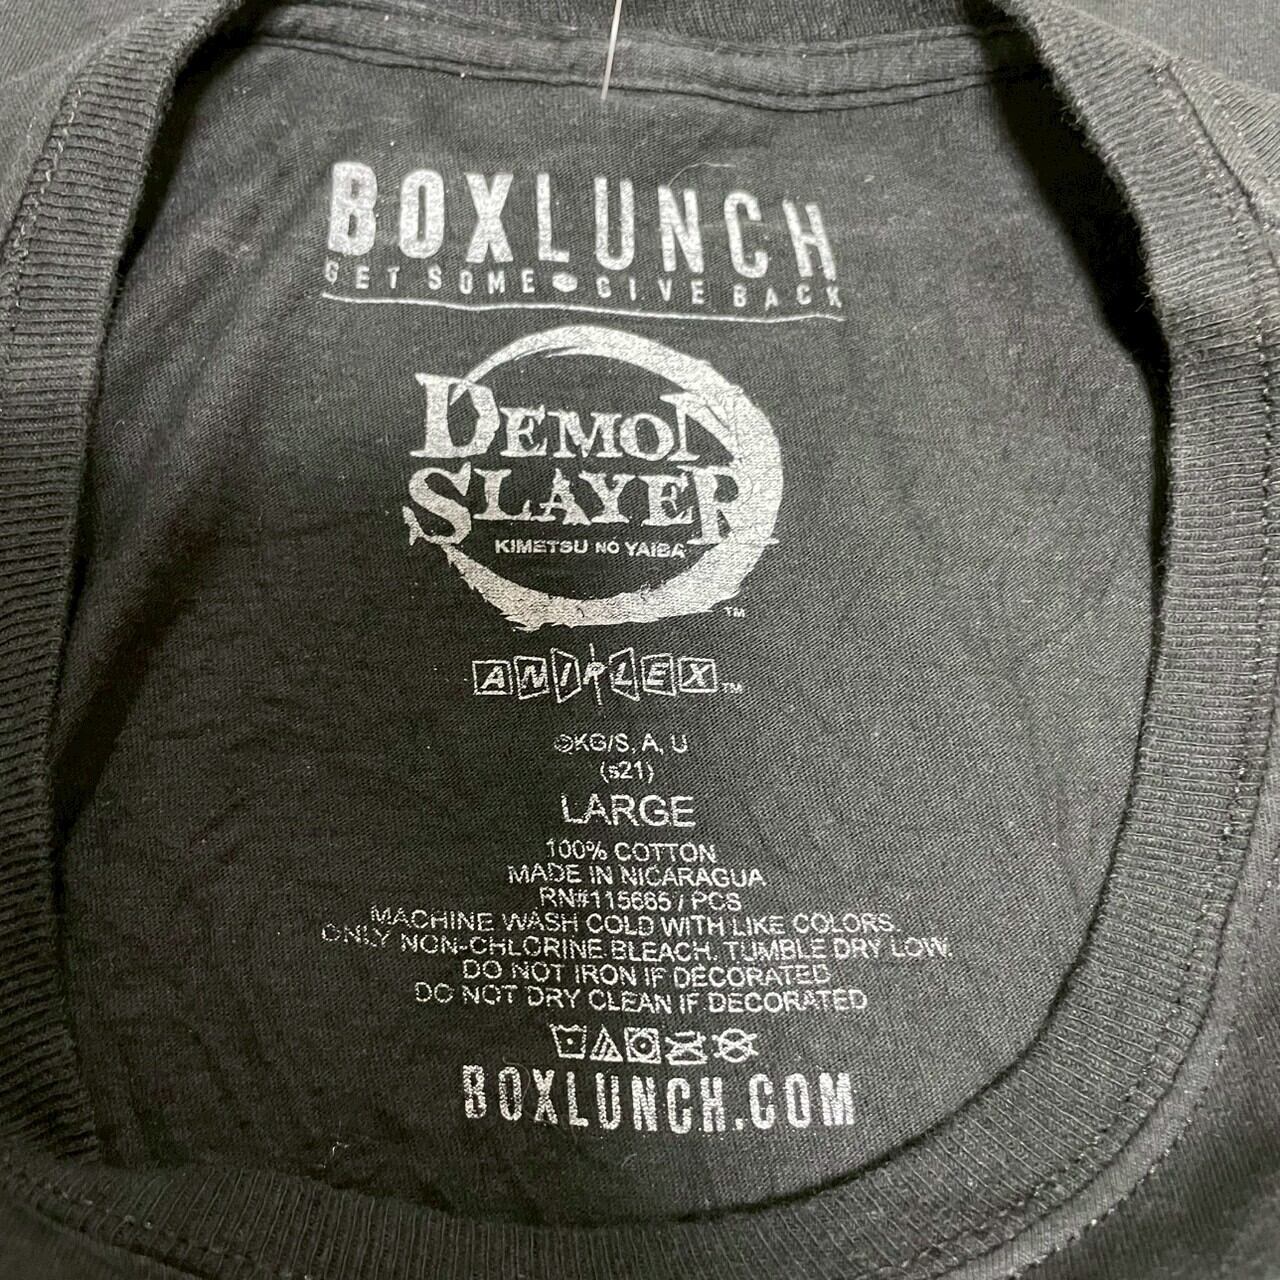 BOXLUNCH
GET SOME GIVE BACK
DEMON
SLAYER
KIMETSU NO YAIBA
TM
ANIPLEX TM
©KG/S, A, U
(s21)
LARGE
100% COTTON
MADE IN NICARAGUA
RN#115665 / PCS
MACHINE WASH COLD WITH LIKE COLORS.
ONLY NON-CHLORINE BLEACH. TUMBLE DRY LOW.
DO NOT IRON IF DECORATED
DO NOT DRY CLEAN IF DECORATED
BOXLUNCH.COM